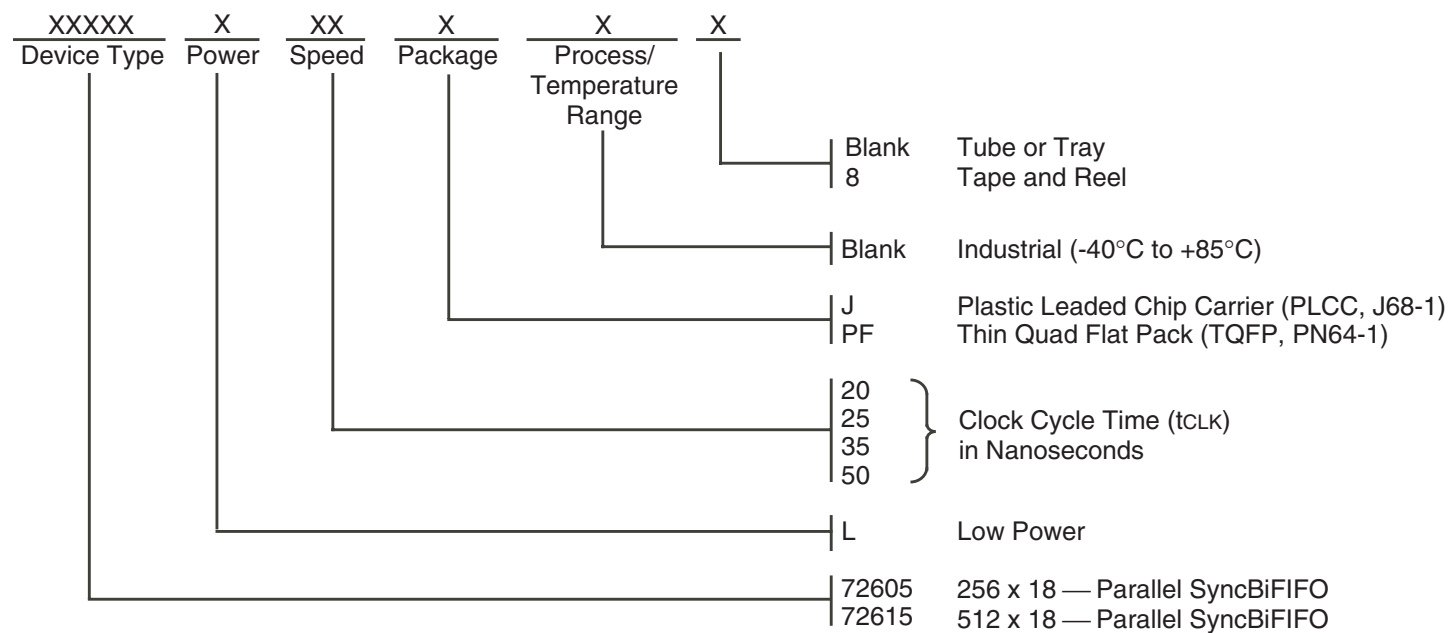 XXXXX X XX X X X
Device Type Power Speed Package Process/
Temperature
Range
Blank Tube or Tray
8 Tape and Reel
Blank Industrial (-40°C to +85°C)
J Plastic Leaded Chip Carrier (PLCC, J68-1)
PF Thin Quad Flat Pack (TQFP, PN64-1)
20
25
35
50
Clock Cycle Time (tCLK)
in Nanoseconds
L Low Power
72605 256 x 18 — Parallel SyncBiFIFO
72615 512 x 18 — Parallel SyncBiFIFO